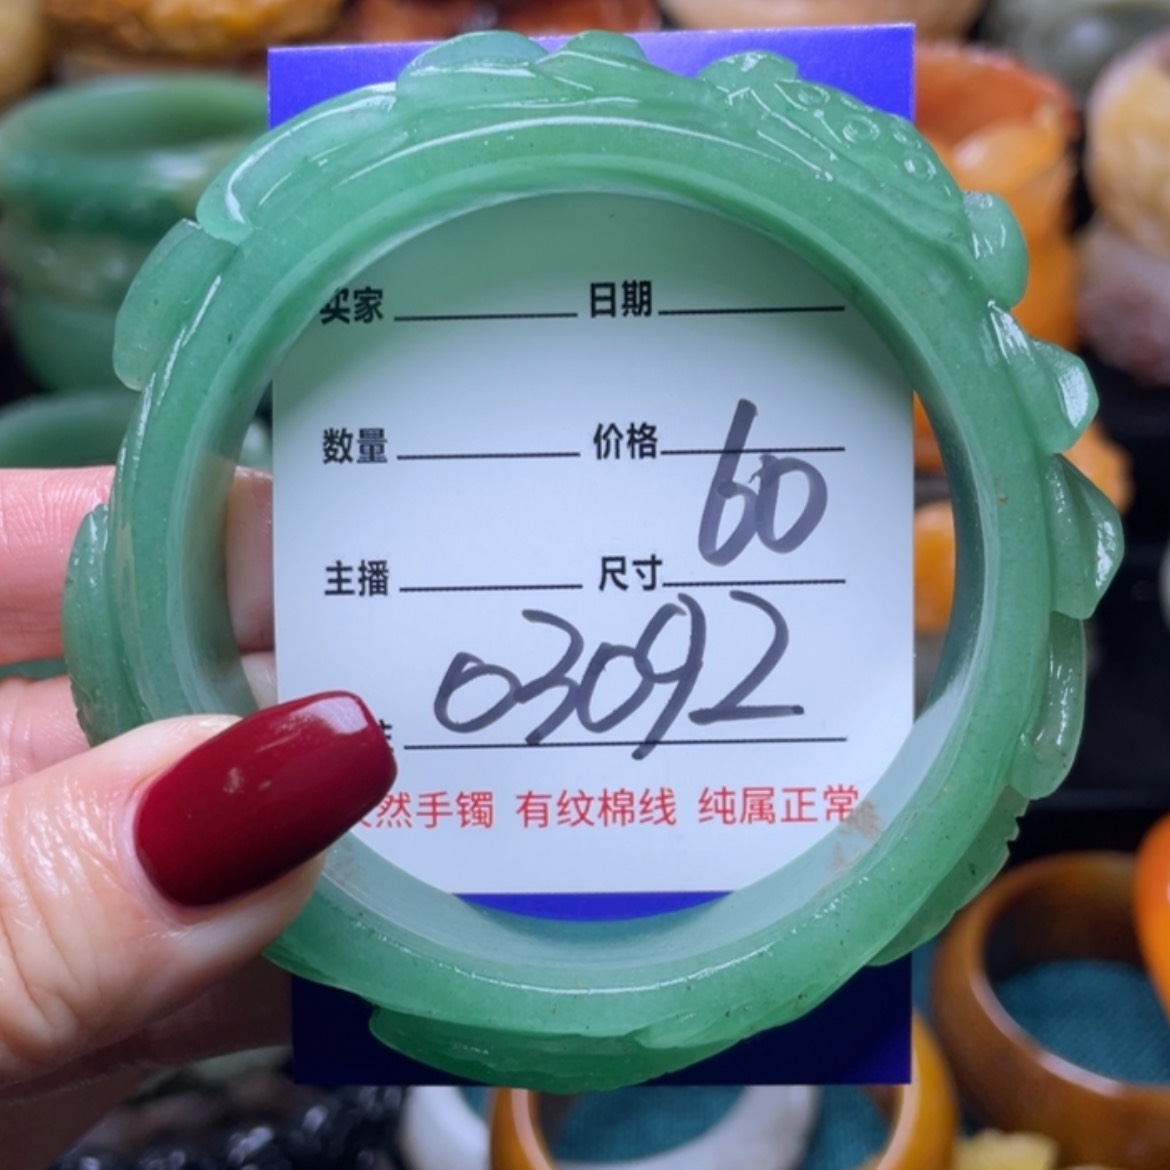 买家 日期
数量 价格
60
主播 尺寸
03092
然手镯 有纹棉线 纯属正常